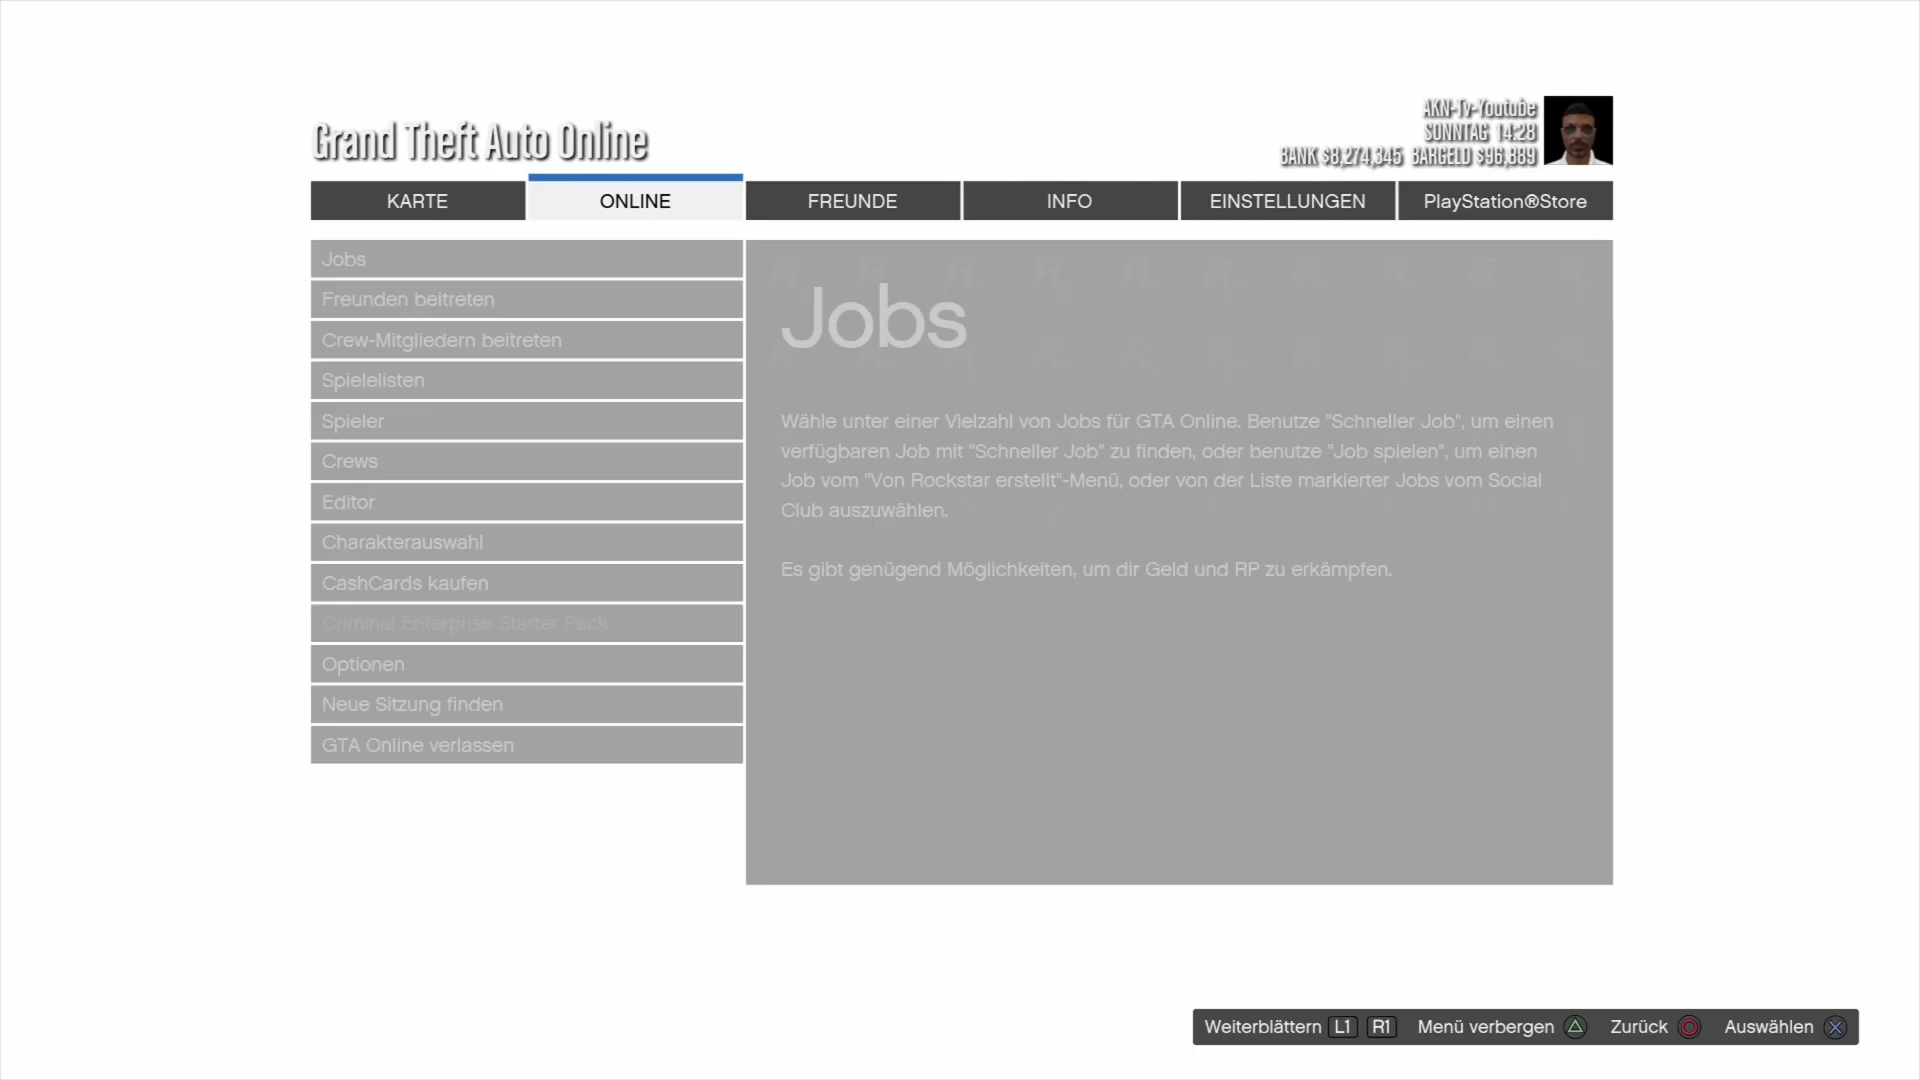 Grand Theft Auto Online
AKN-Tv-Youtube
SONNTAG 14:28
BANK $8,274,345 BARGELD $96,889
KARTE
ONLINE
FREUNDE
INFO
EINSTELLUNGEN
PlayStation®Store
Jobs
Freunden beitreten
Crew-Mitgliedern beitreten
Spielelisten
Spieler
Crews
Editor
Charakterauswahl
CashCards kaufen
Criminal Enterprise Starter Pack
Optionen
Neue Sitzung finden
GTA Online verlassen
Jobs
Wähle unter einer Vielzahl von Jobs für GTA Online. Benutze "Schneller Job", um einen
verfügbaren Job mit "Schneller Job" zu finden, oder benutze "Job spielen", um einen
Job vom "Von Rockstar erstellt"-Menü, oder von der Liste markierter Jobs vom Social
Club auszuwählen.
Es gibt genügend Möglichkeiten, um dir Geld und RP zu erkämpfen.
Weiterblättern L1 R1 Menü verbergen Zurück Auswählen